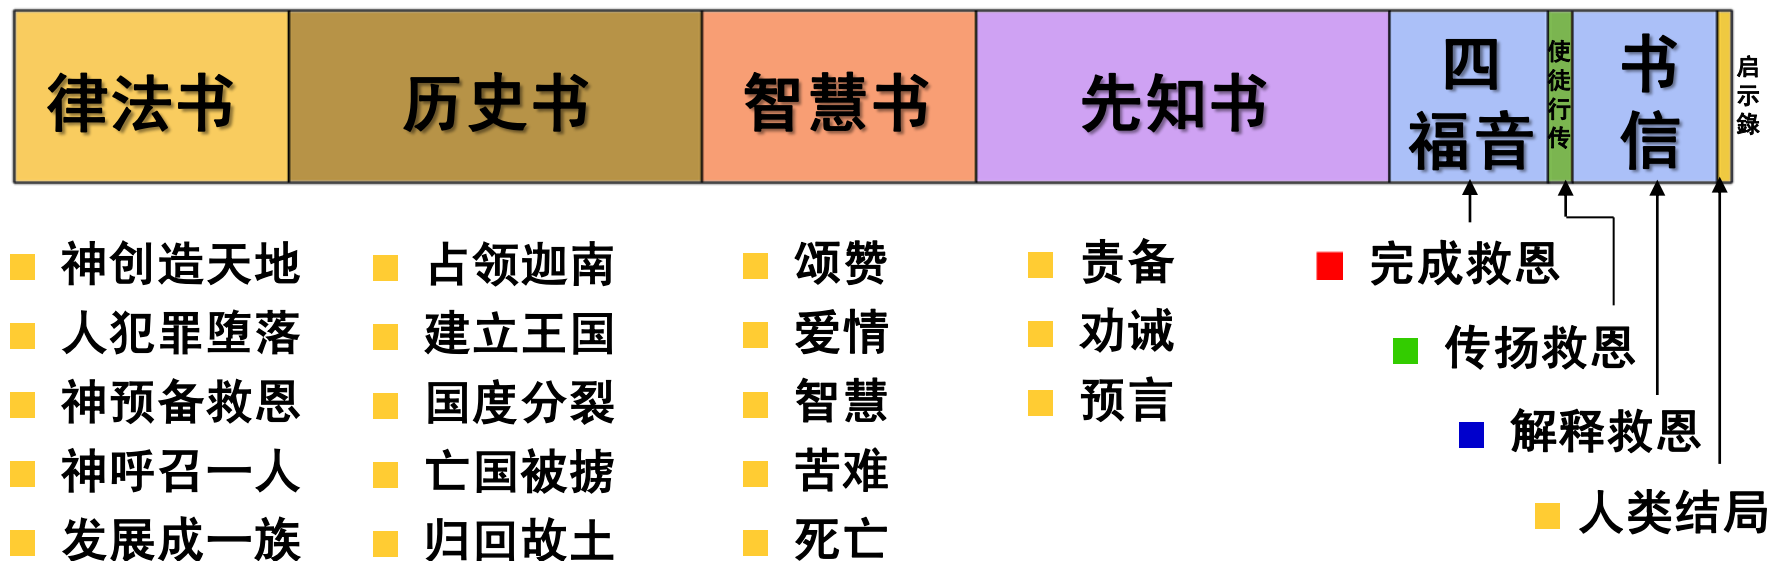 律法书
历史书
智慧书
先知书
四
福音
使徒行传
书
信
启示錄
神创造天地
人犯罪堕落
神预备救恩
神呼召一人
发展成一族
占领迦南
建立王国
国度分裂
亡国被掳
归回故土
颂赞
爱情
智慧
苦难
死亡
责备
劝诫
预言
完成救恩
传扬救恩
解释救恩
人类结局